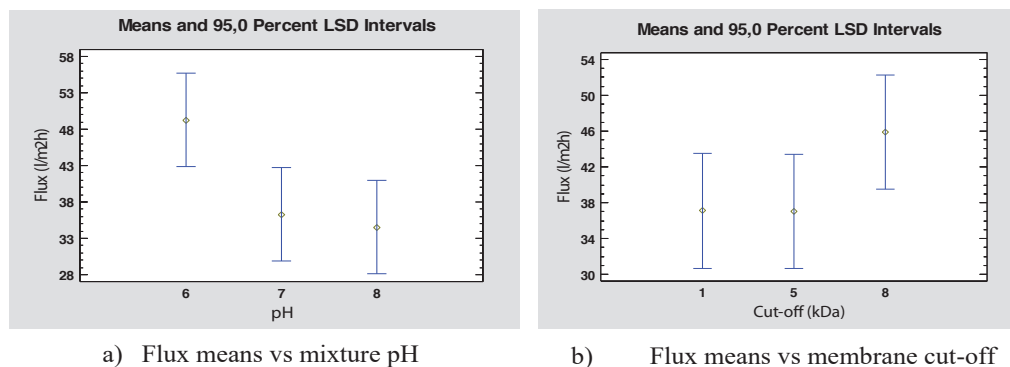 Means and 95,0 Percent LSD Intervals
58
53
48
43
38
33
28
Flux (l/m2h)
6 7 8
pH
a) Flux means vs mixture pH
Means and 95,0 Percent LSD Intervals
54
50
46
42
38
34
30
Flux (l/m2h)
1 5 8
Cut-off (kDa)
b) Flux means vs membrane cut-off